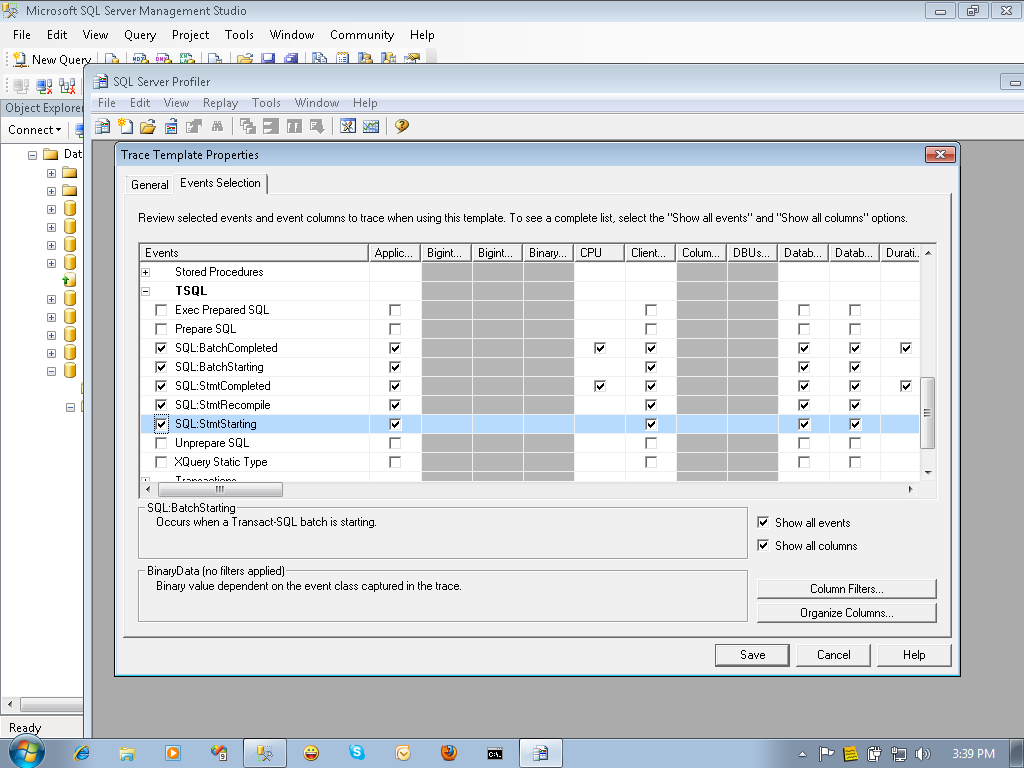 Microsoft SQL Server Management Studio
File Edit View Query Project Tools Window Community Help
New Query
SQL Server Profiler
Object Explorer
File Edit View Replay Tools Window Help
Connect
Dat
Trace Template Properties
General Events Selection
Review selected events and event columns to trace when using this template. To see a complete list, select the "Show all events" and "Show all columns" options.
Events Applic... Bigint... Bigint... Binary... CPU Client... Colum... DBUs... Datab... Datab... Durati...
Stored Procedures
TSQL
Exec Prepared SQL
Prepare SQL
SQL:BatchCompleted
SQL:BatchStarting
SQL:StmtCompleted
SQL:StmtRecompile
SQL:StmtStarting
Unprepare SQL
XQuery Static Type
Transactions
SQL:BatchStarting
Occurs when a Transact-SQL batch is starting.
Show all events
Show all columns
BinaryData (no filters applied)
Binary value dependent on the event class captured in the trace.
Column Filters...
Organize Columns...
Save Cancel Help
Ready
3:39 PM